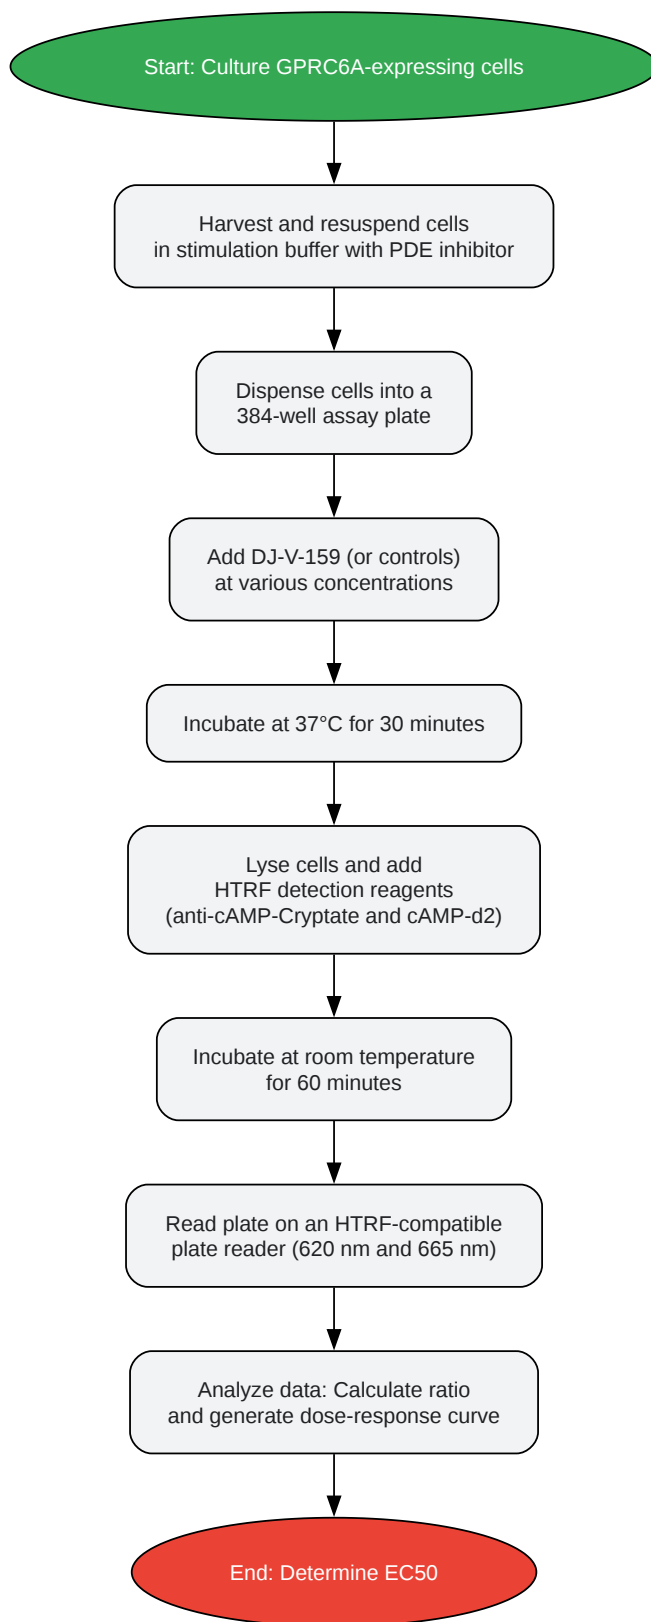 Start: Culture GPRC6A-expressing cells
Harvest and resuspend cells
in stimulation buffer with PDE inhibitor
Dispense cells into a
384-well assay plate
Add DJ-V-159 (or controls)
at various concentrations
Incubate at 37°C for 30 minutes
Lyse cells and add
HTRF detection reagents
(anti-cAMP-Cryptate and cAMP-d2)
Incubate at room temperature
for 60 minutes
Read plate on an HTRF-compatible
plate reader (620 nm and 665 nm)
Analyze data: Calculate ratio
and generate dose-response curve
End: Determine EC50